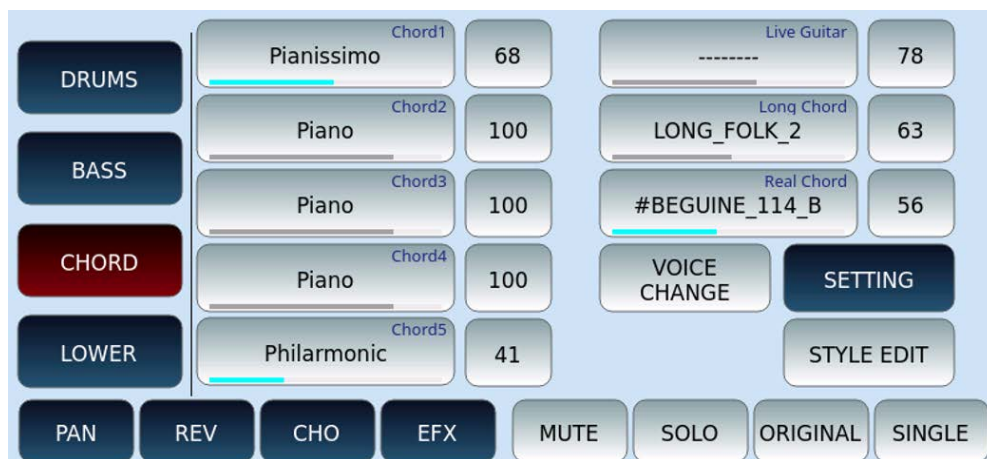 DRUMS
BASS
CHORD
LOWER
Chord1
Pianissimo
68
Chord2
Piano
100
Chord3
Piano
100
Chord4
Piano
100
Chord5
Philarmonic
41
Live Guitar
--------
78
Long Chord
LONG_FOLK_2
63
Real Chord
#BEGUINE_114_B
56
VOICE
CHANGE
SETTING
STYLE EDIT
PAN
REV
CHO
EFX
MUTE
SOLO
ORIGINAL
SINGLE